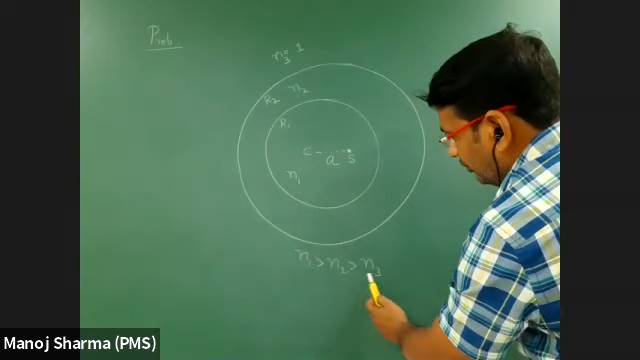 Prob
n₃ = 1
R₂ n₂
R₁
C a S
n₁
n₁ > n₂ > n₃
Manoj Sharma (PMS)